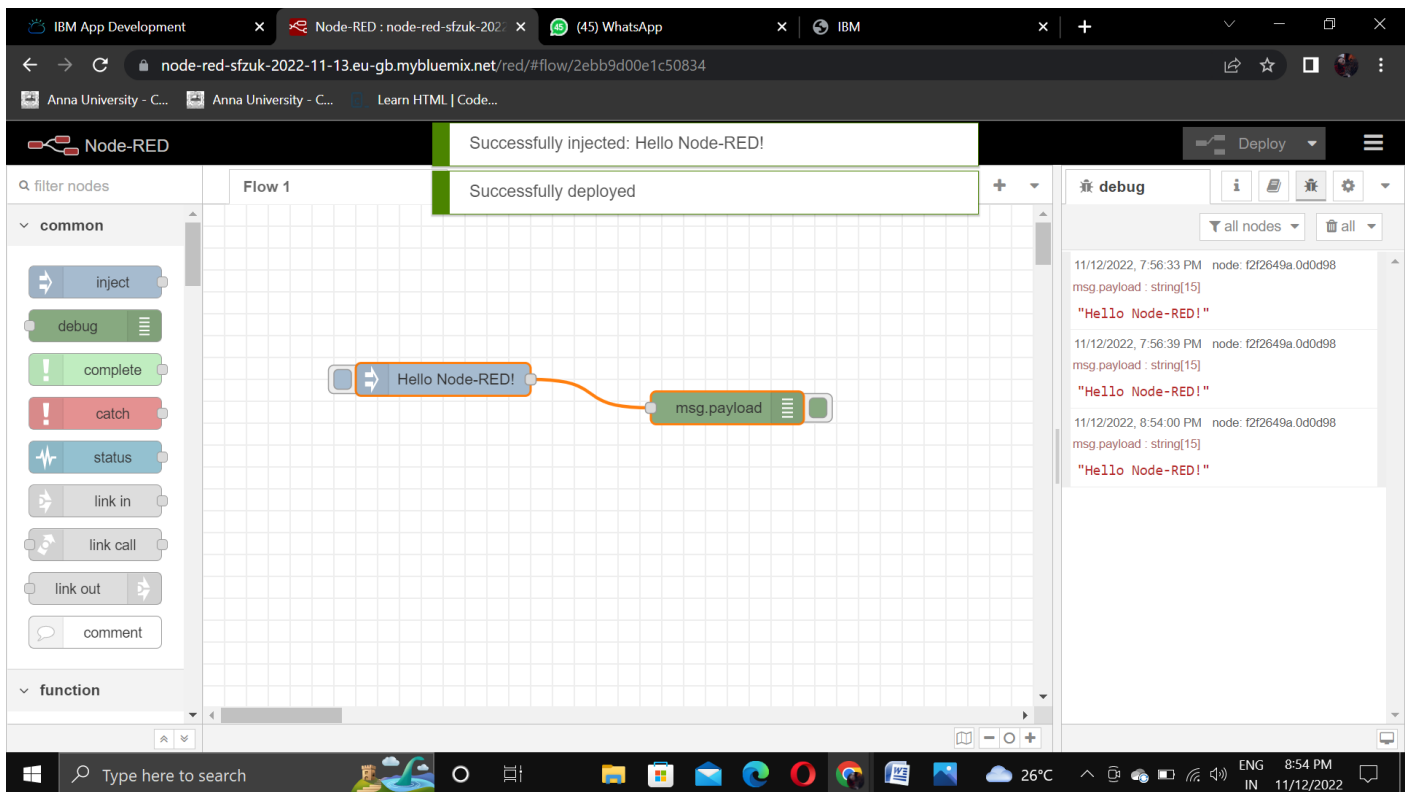 IBM App Development
Node-RED : node-red-sfzuk-2022
45
(45) WhatsApp
IBM
node-red-sfzuk-2022-11-13.eu-gb.mybluemix.net/red/#flow/2ebb9d00e1c50834
Anna University - C...
Anna University - C...
Learn HTML | Code...
Node-RED
Successfully injected: Hello Node-RED!
Deploy
filter nodes
Flow 1
Successfully deployed
debug
i
common
all nodes
all
inject
debug
complete
catch
status
link in
link call
link out
comment
function
Hello Node-RED!
msg.payload
11/12/2022, 7:56:33 PM node: f2f2649a.0d0d98
msg.payload : string[15]
"Hello Node-RED!"
11/12/2022, 7:56:39 PM node: f2f2649a.0d0d98
msg.payload : string[15]
"Hello Node-RED!"
11/12/2022, 8:54:00 PM node: f2f2649a.0d0d98
msg.payload : string[15]
"Hello Node-RED!"
Type here to search
26°C
ENG
IN
8:54 PM
11/12/2022